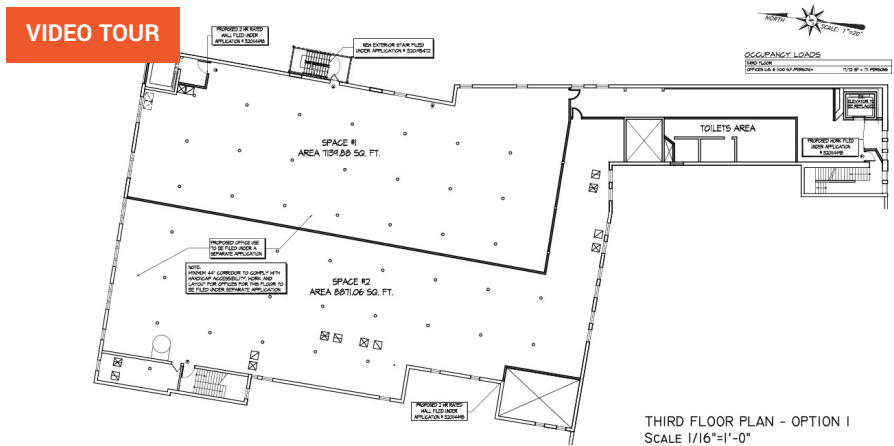 VIDEO TOUR
PROPOSED 2 HR RATED
WALL FILED UNDER
NEW EXTERIOR STAIR FILED
NORTH
SCALE: 1"=20'
OCCUPANCY LOADS
THIRD FLOOR
ELEVATOR TO
BE REPLACED
TOILETS AREA
PROPOSED WORK FILED
UNDER APPLICATION
SPACE #1
AREA 7139.88 SQ. FT.
PROPOSED OFFICE USE
TO BE FILED UNDER A
SEPARATE APPLICATION
NOTE:
MINIMUM 44" CORRIDOR TO COMPLY WITH
HANDICAP ACCESSIBILITY. WORK AND
LAYOUT FOR OFFICES FOR THIS FLOOR TO
BE FILED UNDER SEPARATE APPLICATION
SPACE #2
AREA 8871.06 SQ. FT.
PROPOSED 2 HR RATED
WALL FILED UNDER
THIRD FLOOR PLAN - OPTION 1
SCALE 1/16"=1'-0"